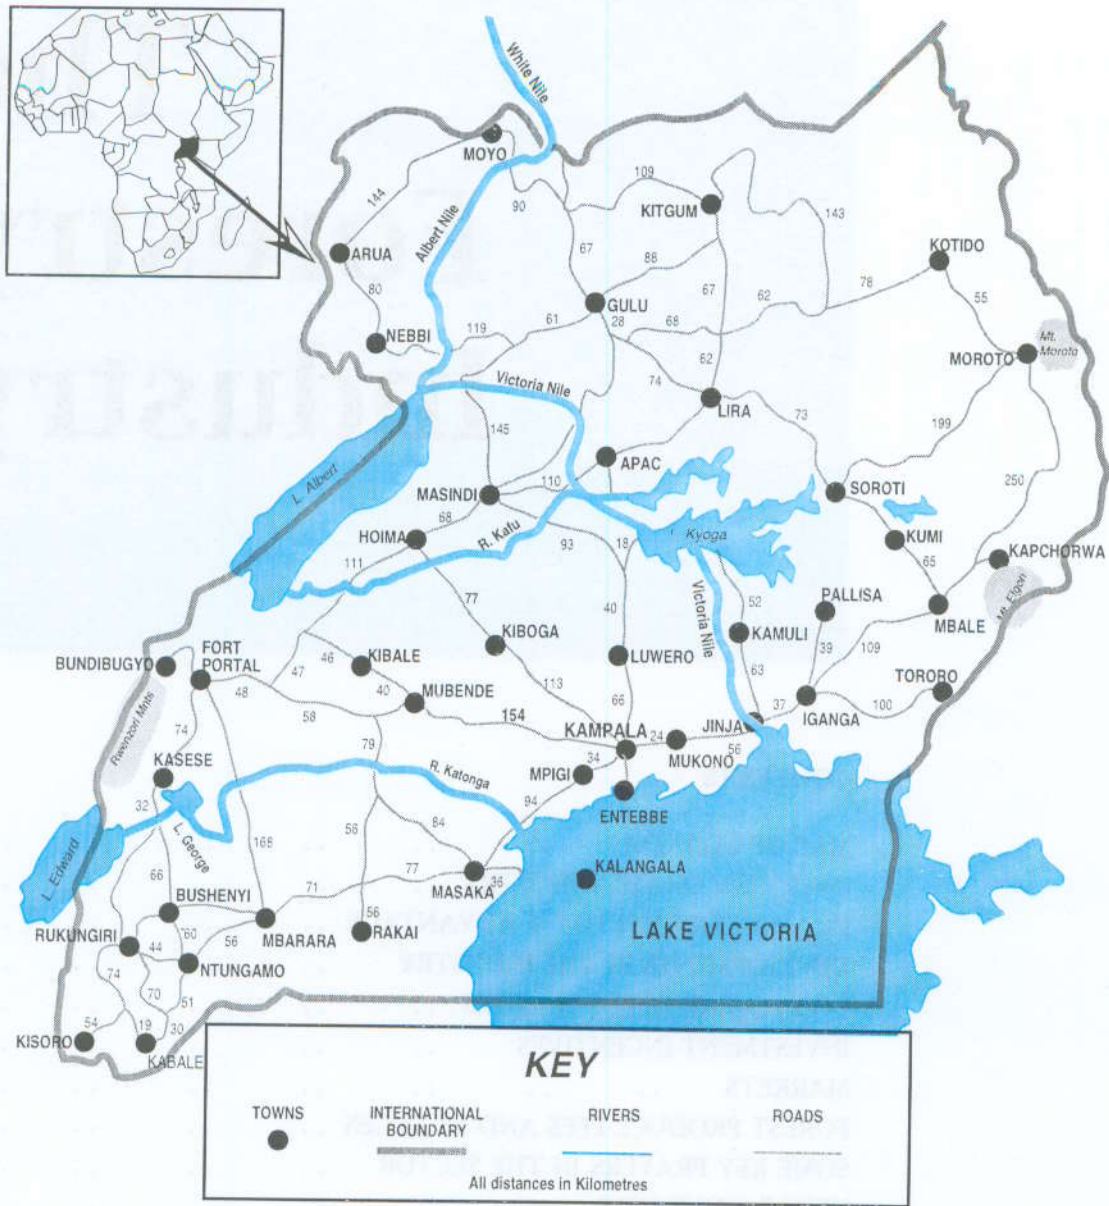 White Nile
MOYO
109
KITGUM
144
90
143
Albert Nile
ARUA
67
88
KOTIDO
80
GULU
28
67
62
78
55
NEBBI
119
61
68
Mt.
Moroto
MOROTO
62
Victoria Nile
74
LIRA
73
145
199
L. Albert
APAC
MASINDI
110
SOROTI
250
68
R. Kafu
HOIMA
93
18
Kyoga
KUMI
111
65
KAPCHORWA
77
52
PALLISA
Mt. Elgon
40
Victoria Nile
MBALE
KIBOGA
KAMULI
BUNDIBUGYO
FORT
PORTAL
46
KIBALE
LUWERO
39
109
47
63
TORORO
48
40
MUBENDE
113
66
Rwenzori Mnts
58
154
KAMPALA
JINJA
37
IGANGA
100
74
24
79
MUKONO
56
KASESE
34
MPIGI
R. Katonga
ENTEBBE
32
94
L. George
56
84
168
L. Edward
77
KALANGALA
66
71
MASAKA
36
BUSHENYI
56
RAKAI
LAKE VICTORIA
RUKUNGIRI
44
60
56
MBARARA
NTUNGAMO
74
70
51
54
19
30
KISORO
KABALE
KEY
TOWNS
INTERNATIONAL
BOUNDARY
RIVERS
ROADS
All distances in Kilometres
INVESTMENT INCENTIVES
MARKETS